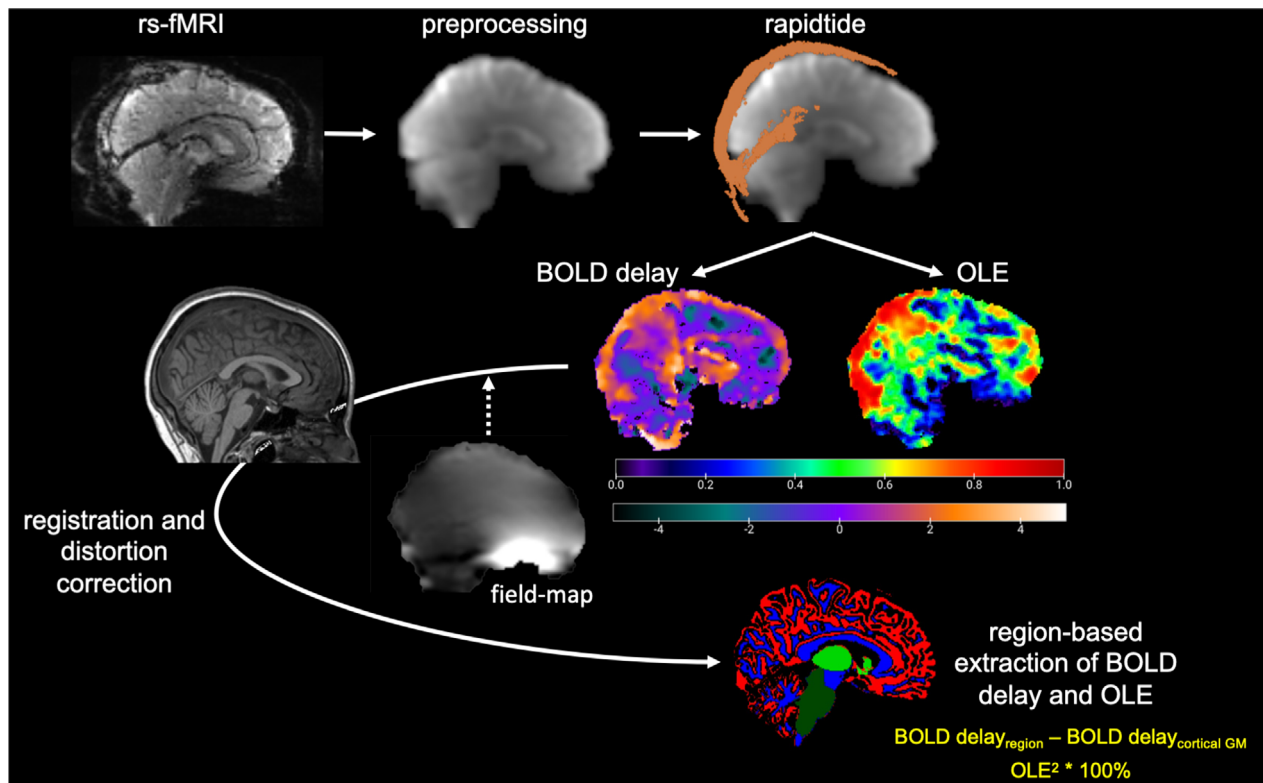 rs-fMRI
preprocessing
rapidtide
BOLD delay
OLE
0.0 0.2 0.4 0.6 0.8 1.0
-4 -2 0 2 4
registration and
distortion
correction
field-map
region-based
extraction of BOLD
delay and OLE
BOLD delayregion – BOLD delaycortical GM
OLE² * 100%